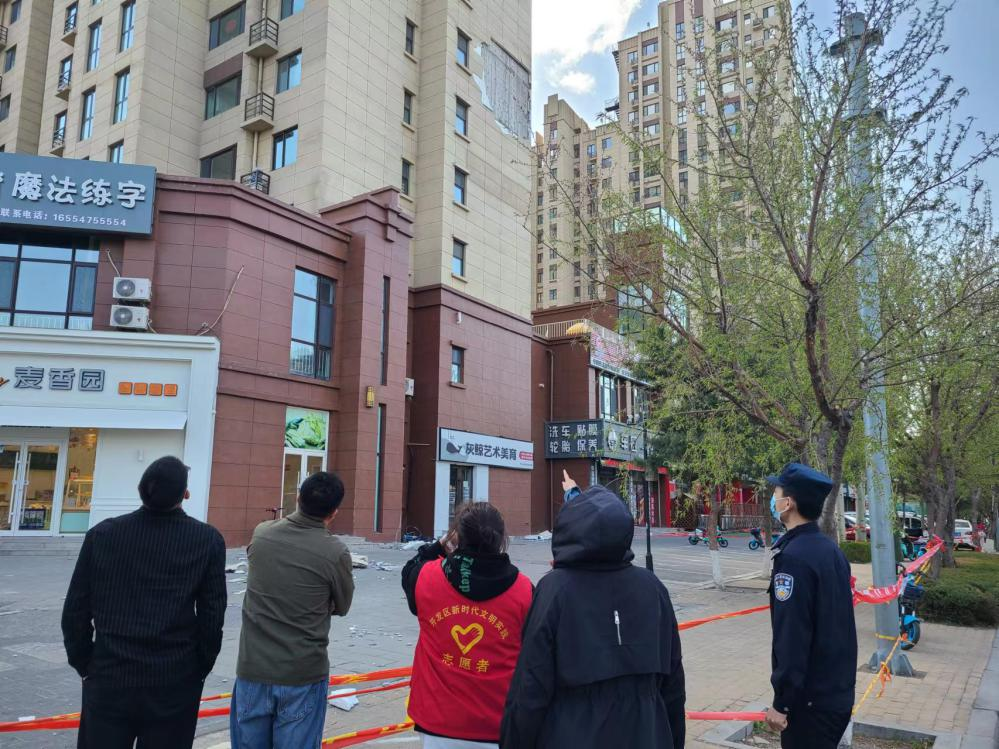 魔法练字
联系电话：16554755554
麦香园
灰鲸艺术美育
洗车 贴膜
轮胎 保养
Taikep
开发区新时代文明实践
志愿者